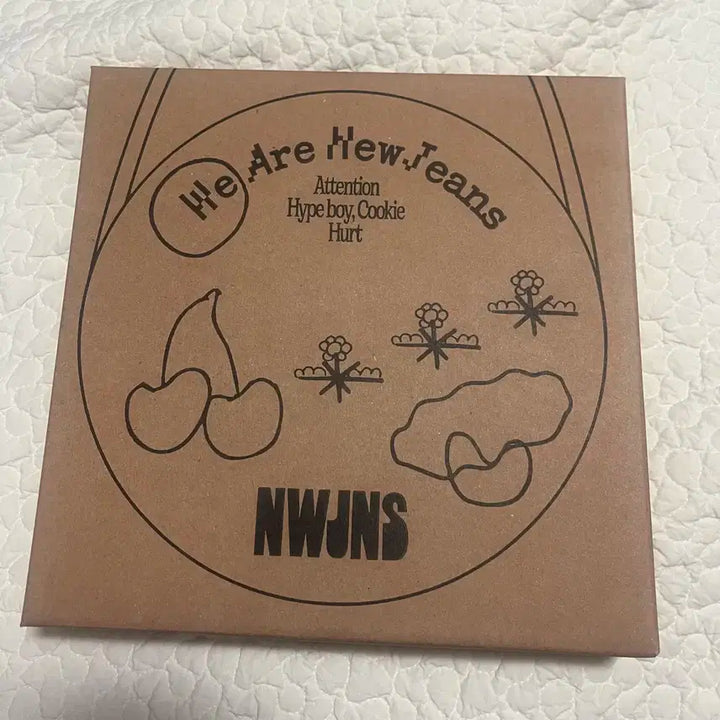 We Are NewJeans
Attention
Hype boy, Cookie
Hurt
NWJNS